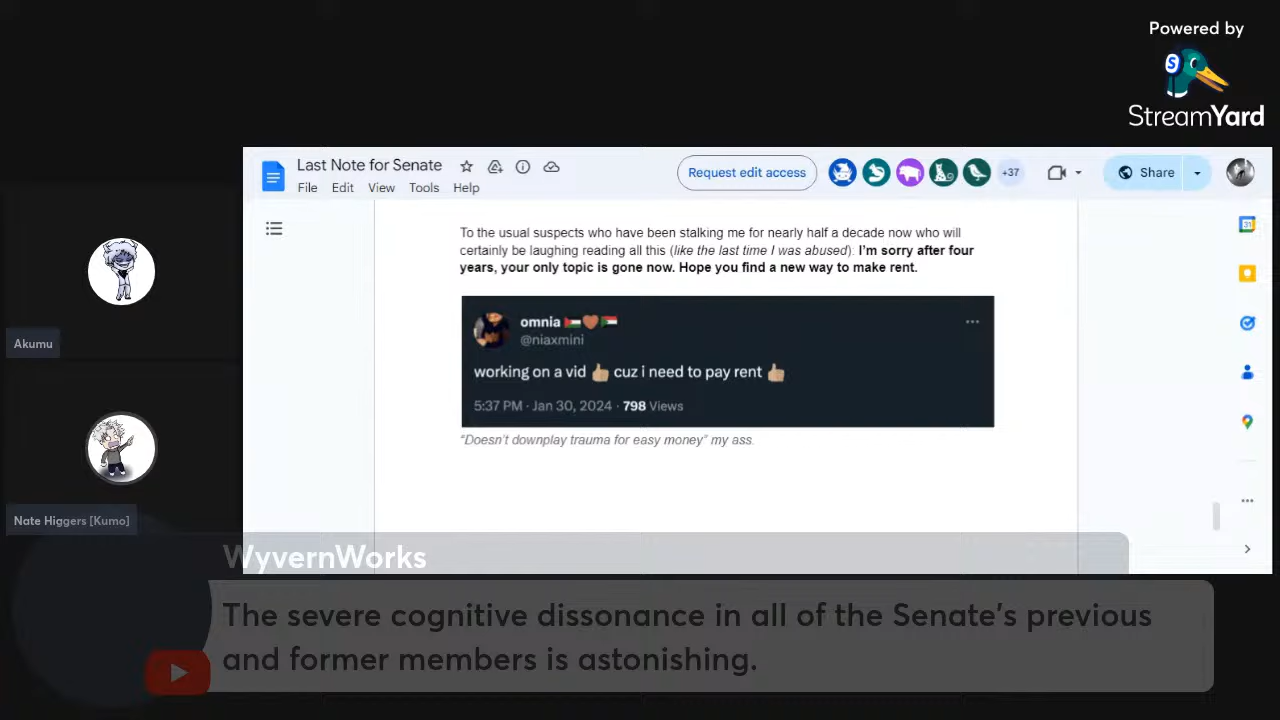 Powered by
StreamYard
Last Note for Senate
File Edit View Tools Help
Request edit access
+37
Share
To the usual suspects who have been stalking me for nearly half a decade now who will
certainly be laughing reading all this (like the last time I was abused). I'm sorry after four
years, your only topic is gone now. Hope you find a new way to make rent.
omnia
@niaxmini
working on a vid 👍🏼 cuz i need to pay rent 👍🏼
5:37 PM · Jan 30, 2024 · 798 Views
"Doesn't downplay trauma for easy money" my ass.
Akumu
Nate Higgers [Kumo]
WyvernWorks
The severe cognitive dissonance in all of the Senate's previous
and former members is astonishing.